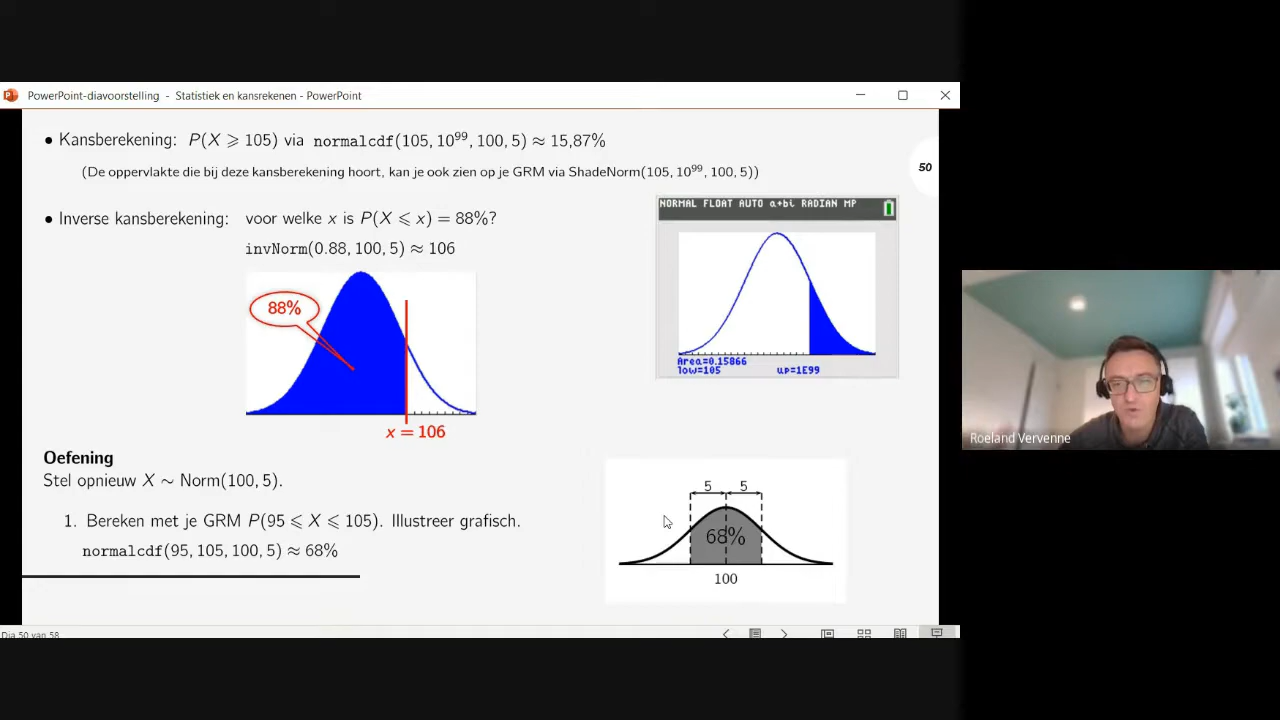 PowerPoint-diavoorstelling - Statistiek en kansrekenen - PowerPoint
• Kansberekening: P(X ⩾ 105) via normalcdf(105, 10⁹⁹, 100, 5) ≈ 15,87%
50
(De oppervlakte die bij deze kansberekening hoort, kan je ook zien op je GRM via ShadeNorm(105, 10⁹⁹, 100, 5))
• Inverse kansberekening: voor welke x is P(X ⩽ x) = 88%?
invNorm(0.88, 100, 5) ≈ 106
NORMAL FLOAT AUTO a+bi RADIAN MP
88%
Area=0.15866
low=105 up=1E99
x = 106
Oefening
Stel opnieuw X ∼ Norm(100, 5).
1. Bereken met je GRM P(95 ⩽ X ⩽ 105). Illustreer grafisch.
normalcdf(95, 105, 100, 5) ≈ 68%
5 5
68%
100
Dia 50 van 58
Roeland Vervenne